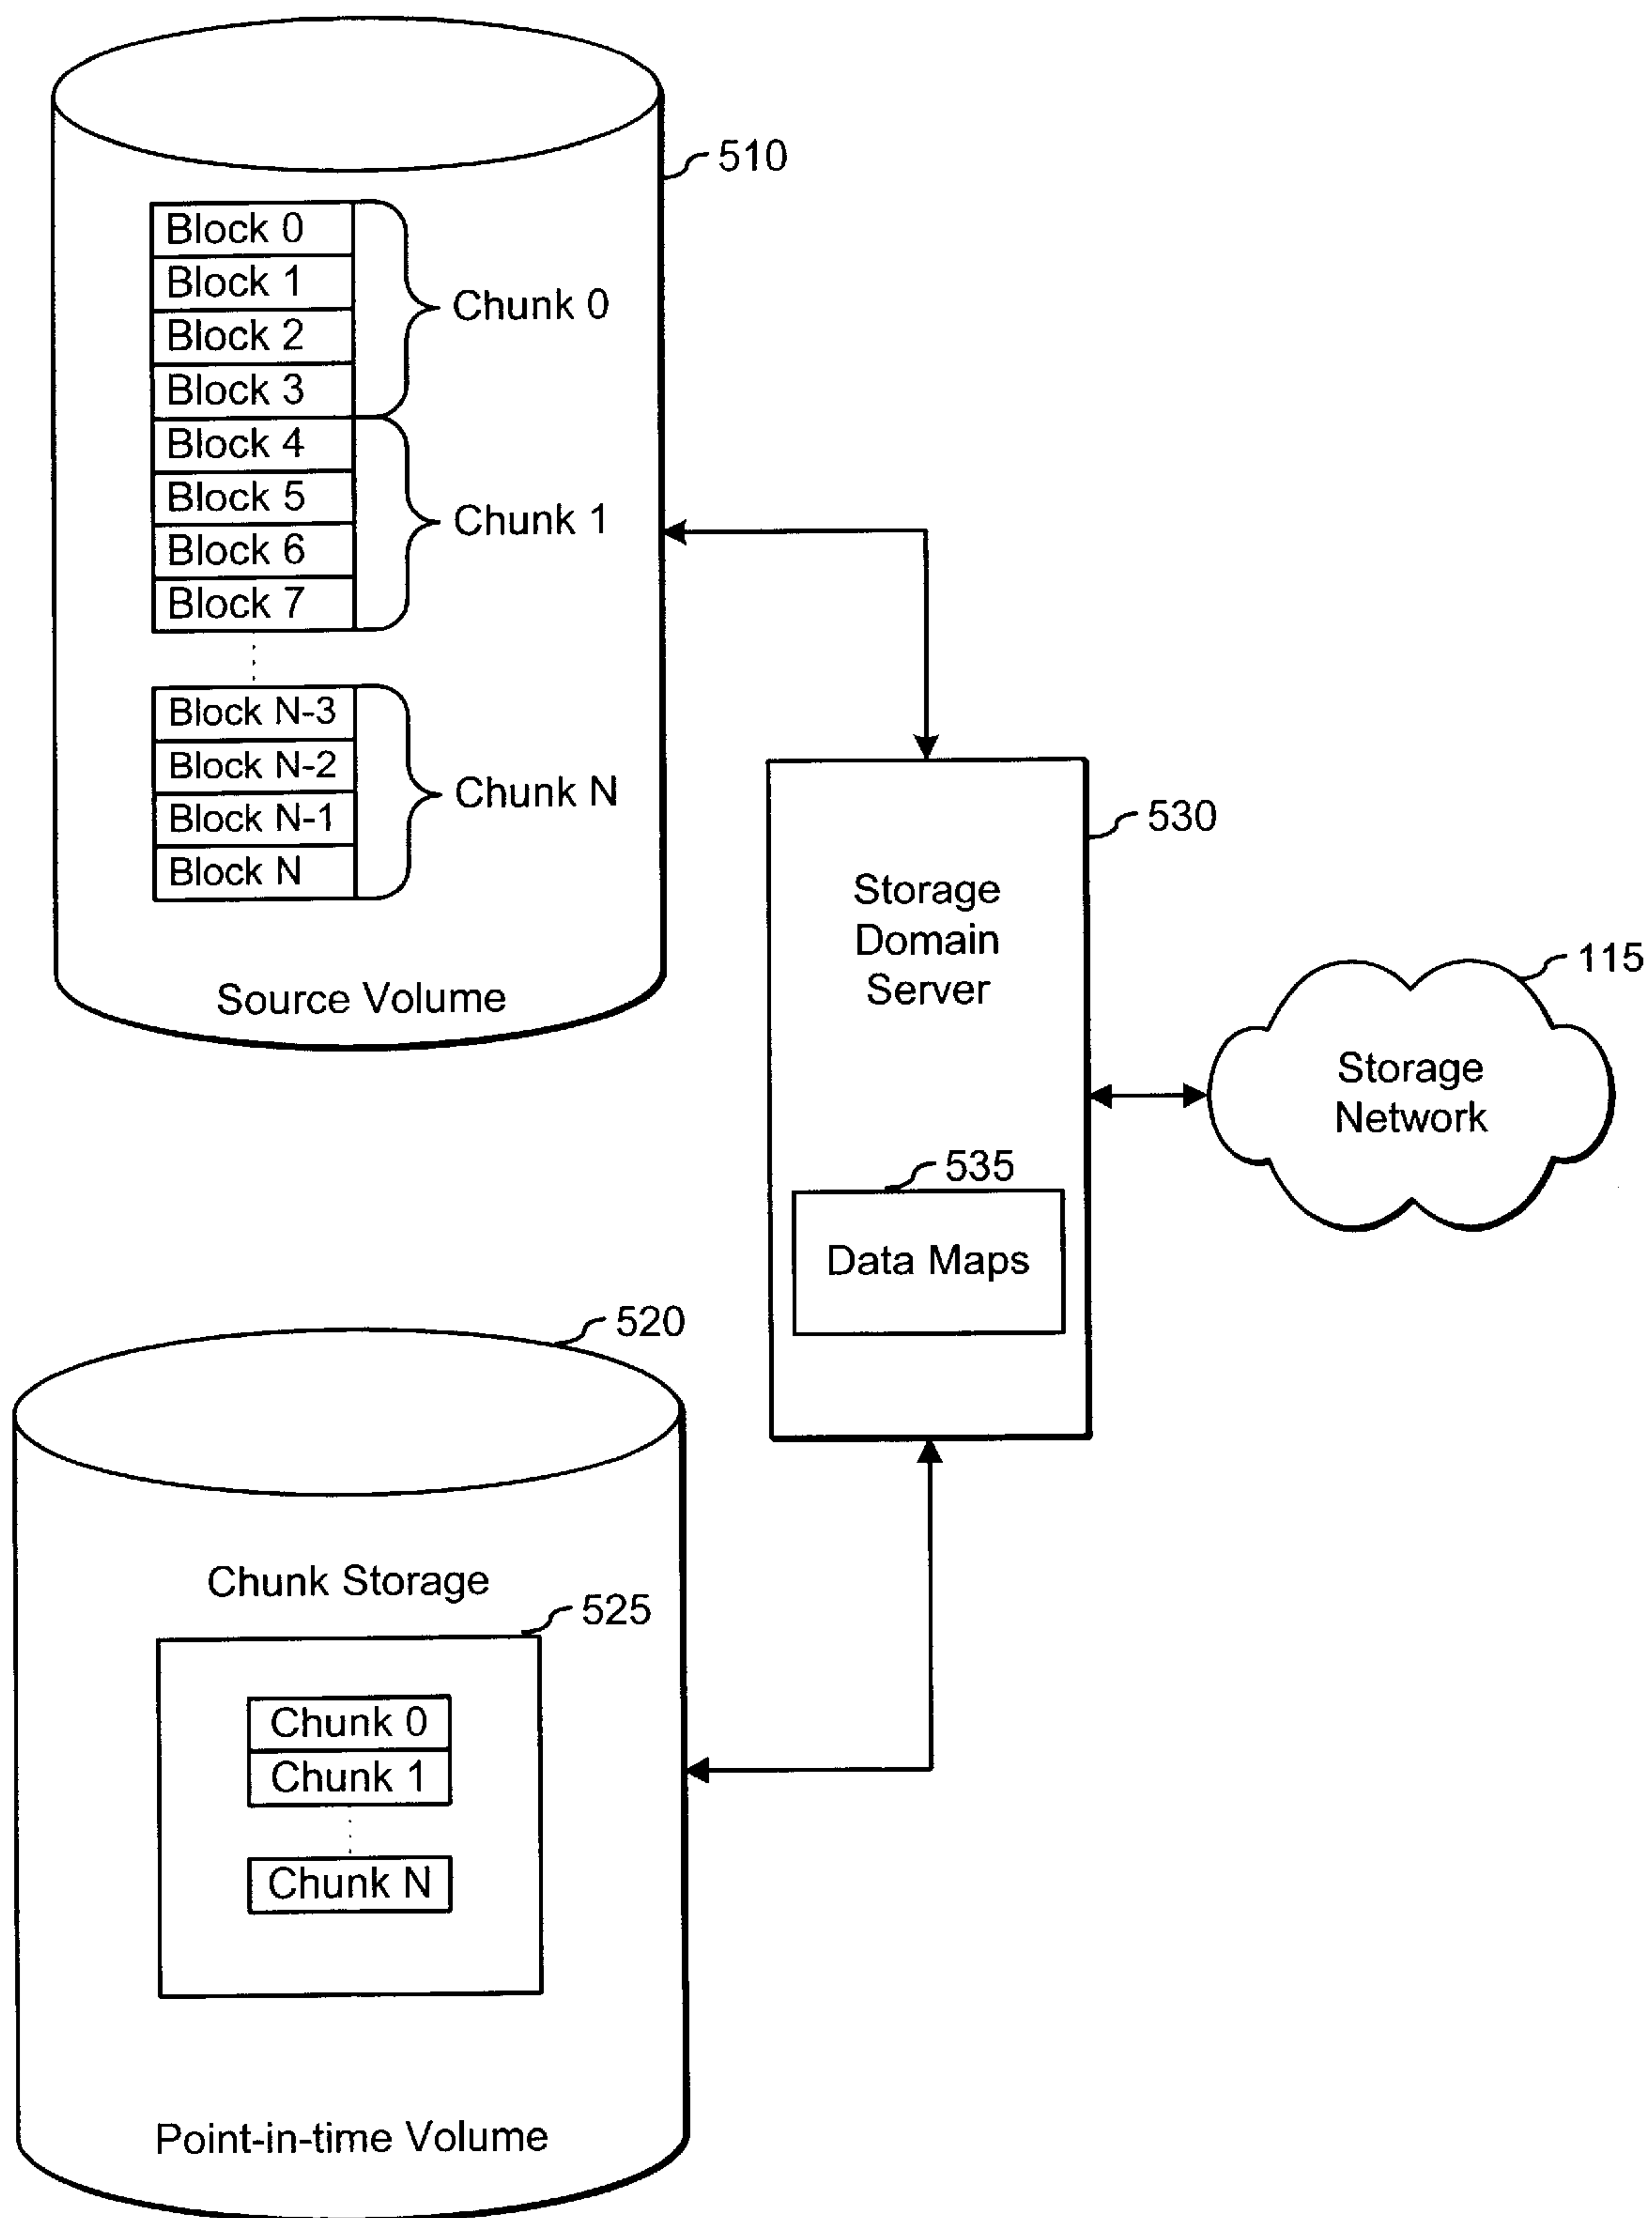 510
Block 0
Block 1
Block 2
Block 3
Chunk 0
Block 4
Block 5
Block 6
Block 7
Chunk 1
Block N-3
Block N-2
Block N-1
Block N
Chunk N
Source Volume
530
Storage
Domain
Server
535
Data Maps
115
Storage
Network
520
Chunk Storage
525
Chunk 0
Chunk 1
Chunk N
Point-in-time Volume